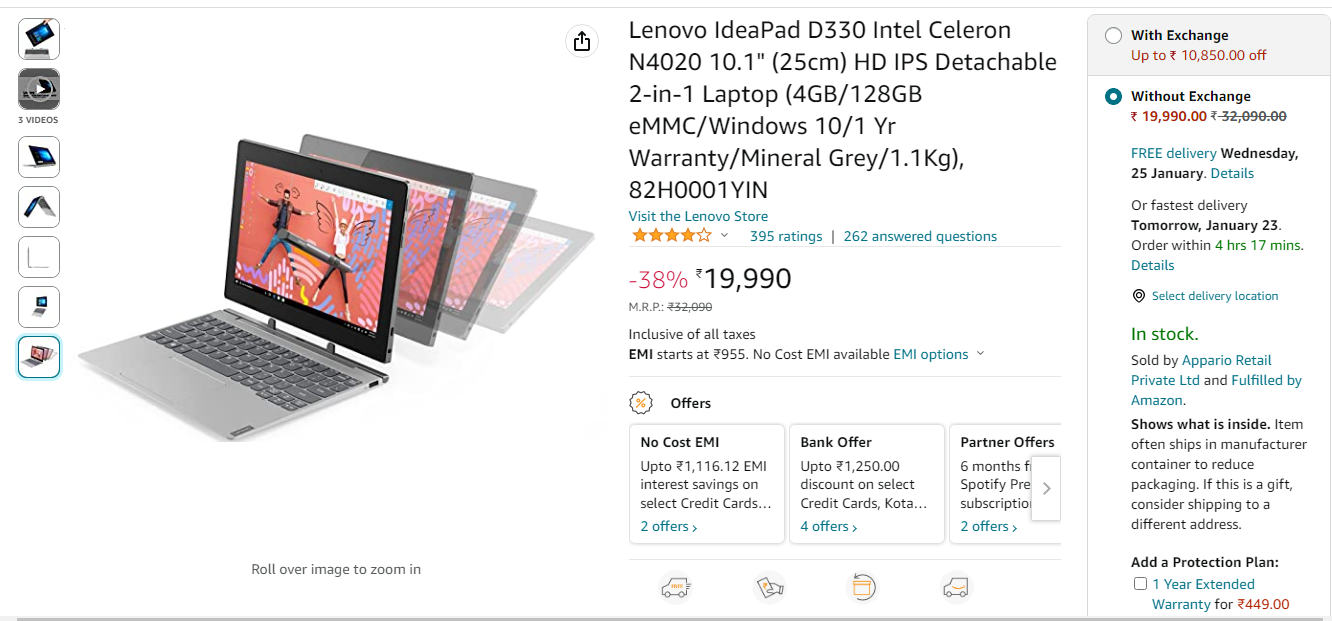 3 VIDEOS
Roll over image to zoom in
Lenovo IdeaPad D330 Intel Celeron
N4020 10.1" (25cm) HD IPS Detachable
2-in-1 Laptop (4GB/128GB
eMMC/Windows 10/1 Yr
Warranty/Mineral Grey/1.1Kg),
82H0001YIN
Visit the Lenovo Store
395 ratings | 262 answered questions
-38% ₹19,990
M.R.P.: ₹32,090
Inclusive of all taxes
EMI starts at ₹955. No Cost EMI available EMI options
% Offers
No Cost EMI
Upto ₹1,116.12 EMI
interest savings on
select Credit Cards...
2 offers ›
Bank Offer
Upto ₹1,250.00
discount on select
Credit Cards, Kota...
4 offers ›
Partner Offers
6 months f
Spotify Pre
subscription
2 offers ›
FREE
With Exchange
Up to ₹ 10,850.00 off
Without Exchange
₹ 19,990.00 ₹ 32,090.00
FREE delivery Wednesday,
25 January. Details
Or fastest delivery
Tomorrow, January 23.
Order within 4 hrs 17 mins.
Details
Select delivery location
In stock.
Sold by Appario Retail
Private Ltd and Fulfilled by
Amazon.
Shows what is inside. Item
often ships in manufacturer
container to reduce
packaging. If this is a gift,
consider shipping to a
different address.
Add a Protection Plan:
1 Year Extended
Warranty for ₹449.00